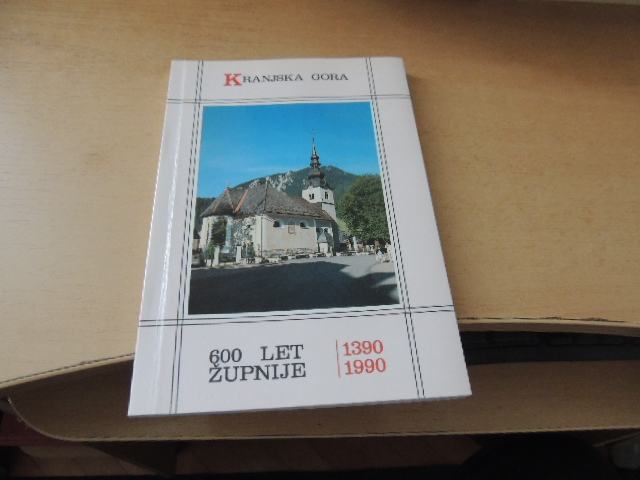 KRANJSKA GORA
600 LET
ŽUPNIJE
1390
1990